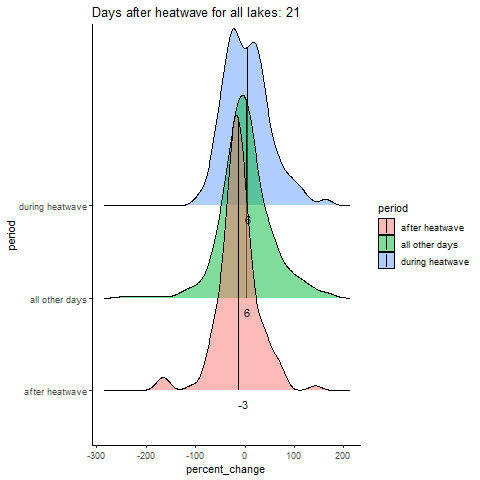 Days after heatwave for all lakes: 21
during heatwave
6
all other days
6
after heatwave
-3
period
-300
-200
-100
0
100
200
percent_change
period
after heatwave
all other days
during heatwave